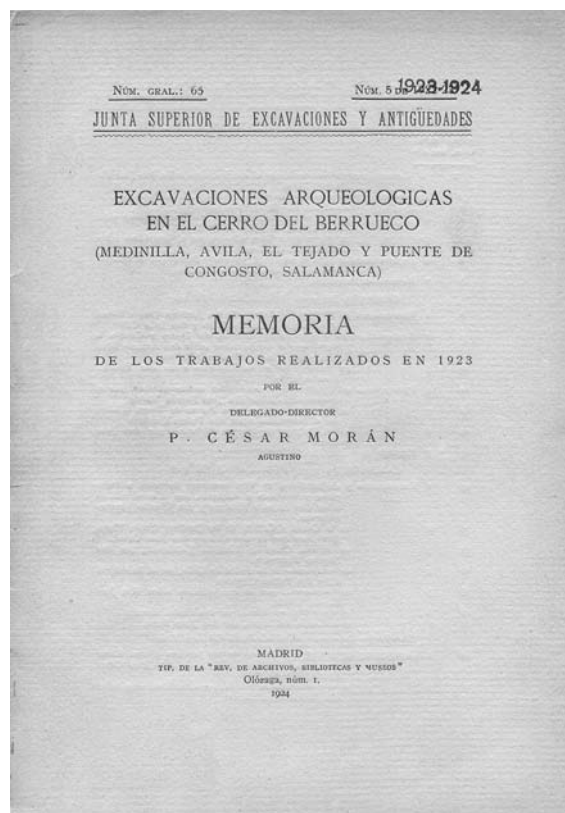 NÚM. GRAL.: 65
NÚM. 5 DE 1923-1924
JUNTA SUPERIOR DE EXCAVACIONES Y ANTIGÜEDADES
EXCAVACIONES ARQUEOLOGICAS
EN EL CERRO DEL BERRUECO
(MEDINILLA, AVILA, EL TEJADO Y PUENTE DE
CONGOSTO, SALAMANCA)
MEMORIA
DE LOS TRABAJOS REALIZADOS EN 1923
POR EL
DELEGADO-DIRECTOR
P. CÉSAR MORÁN
AGUSTINO
MADRID
TIP. DE LA "REV. DE ARCHIVOS, BIBLIOTECAS Y MUSEOS"
Olózaga, núm. 1.
1924